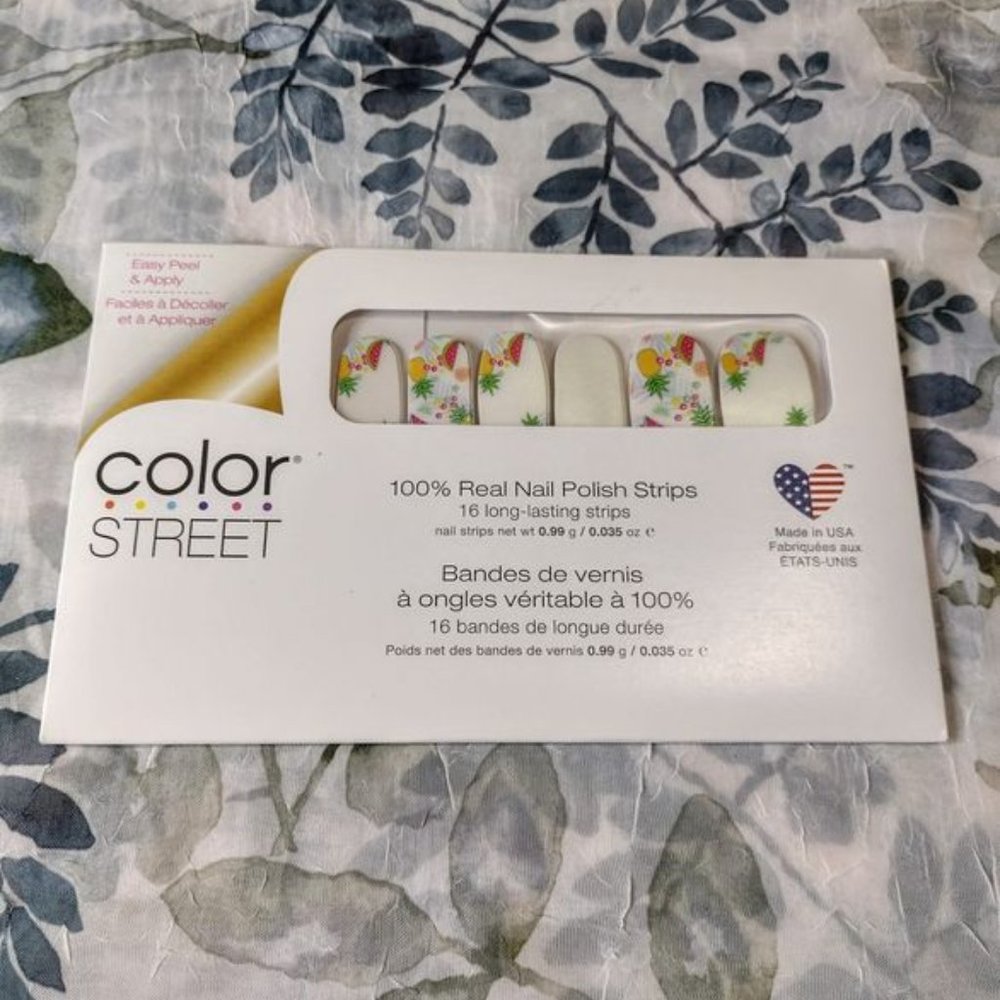 Easy Peel
& Apply
Faciles à Décoller
et à Appliquer
color®
STREET
100% Real Nail Polish Strips
16 long-lasting strips
nail strips net wt 0.99 g / 0.035 oz ℮
Bandes de vernis
à ongles véritable à 100%
16 bandes de longue durée
Poids net des bandes de vernis 0.99 g / 0.035 oz ℮
™
Made in USA
Fabriquées aux
ÉTATS-UNIS